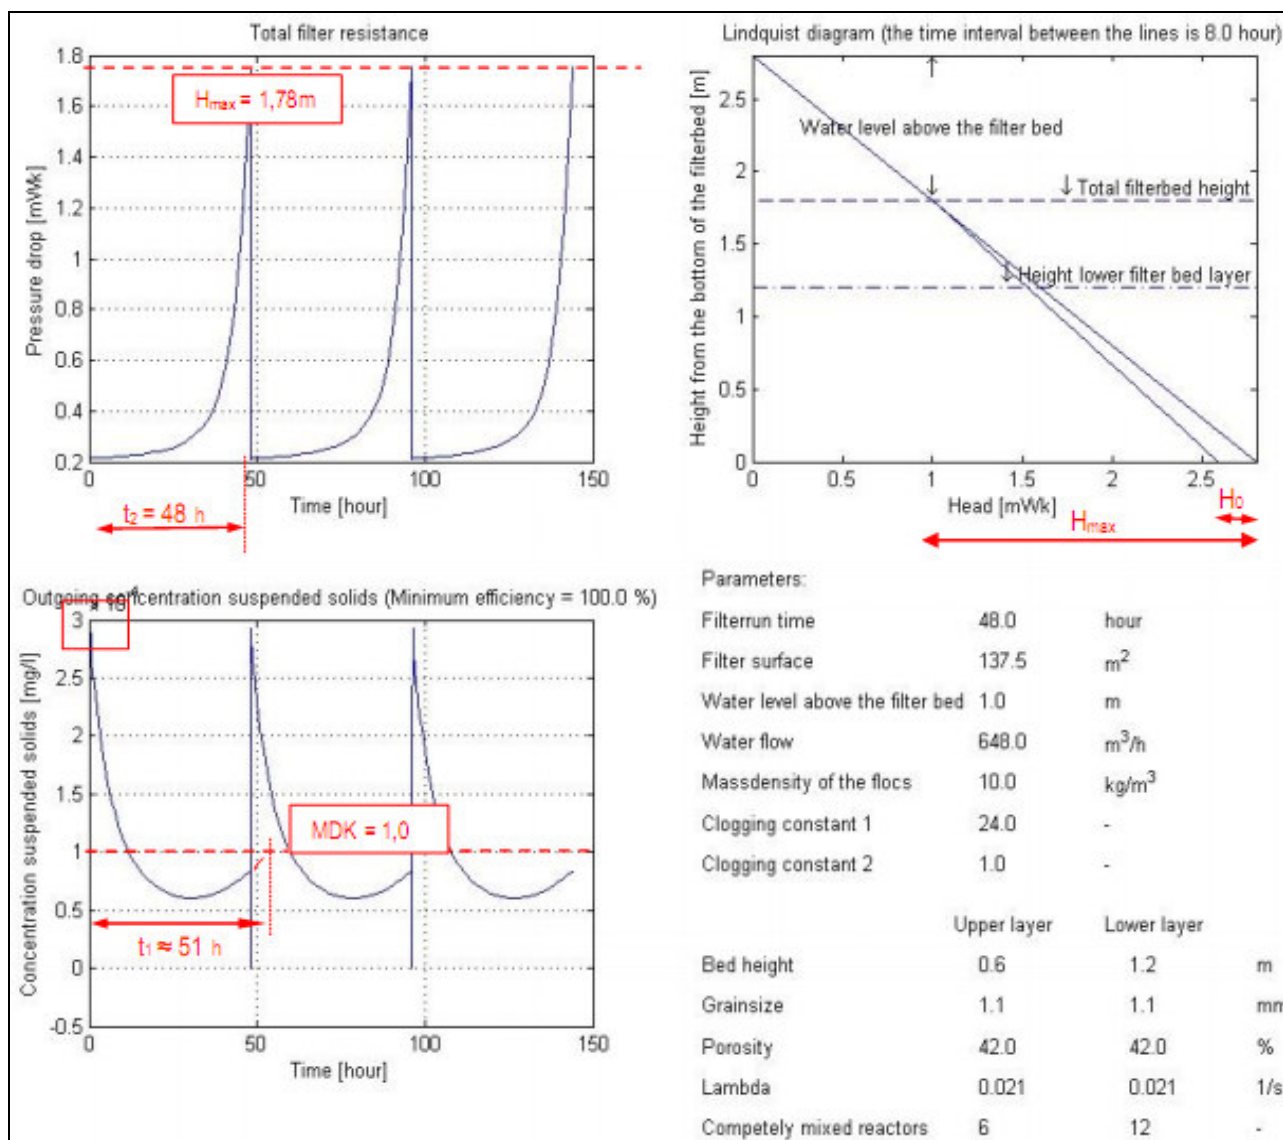 Total filter resistance
1.8
1.6
1.4
1.2
1
0.8
0.6
0.4
0.2
Pressure drop [mWk]
Hmax = 1,78m
0
50
100
150
Time [hour]
t2 = 48 h
Lindquist diagram (the time interval between the lines is 8.0 hour)
Height from the bottom of the filterbed [m]
2.5
2
1.5
1
0.5
0
Water level above the filter bed
Total filterbed height
Height lower filter bed layer
0
0.5
1
1.5
2
2.5
Head [mWk]
H0
Hmax
Outgoing concentration suspended solids (Minimum efficiency = 100.0 %)
3
2.5
2
1.5
1
0.5
0
-0.5
Concentration suspended solids [mg/l]
MDK = 1,0
t1 ≈ 51 h
0
50
100
150
Time [hour]
Parameters:
Filterrun time 48.0 hour
Filter surface 137.5 m²
Water level above the filter bed 1.0 m
Water flow 648.0 m³/h
Massdensity of the flocs 10.0 kg/m³
Clogging constant 1 24.0 -
Clogging constant 2 1.0 -
Upper layer Lower layer
Bed height 0.6 1.2 m
Grainsize 1.1 1.1 mm
Porosity 42.0 42.0 %
Lambda 0.021 0.021 1/s
Competely mixed reactors 6 12 -